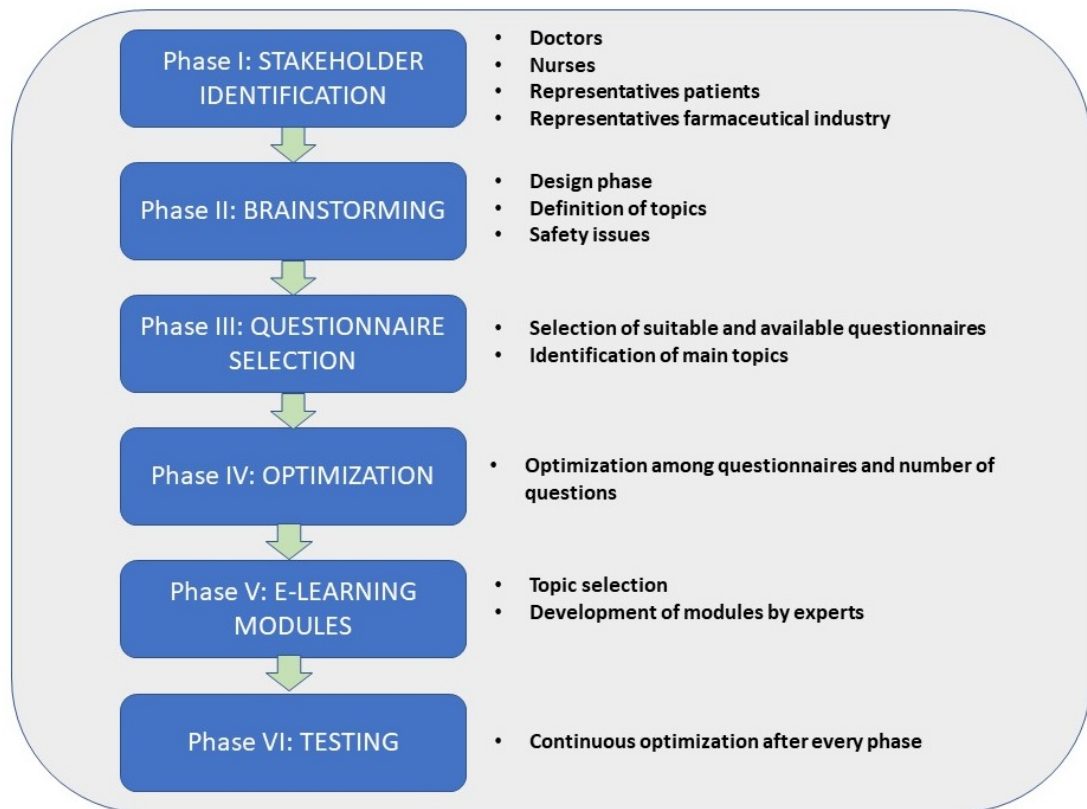 Phase I: STAKEHOLDER
IDENTIFICATION
• Doctors
• Nurses
• Representatives patients
• Representatives farmaceutical industry
Phase II: BRAINSTORMING
• Design phase
• Definition of topics
• Safety issues
Phase III: QUESTIONNAIRE
SELECTION
• Selection of suitable and available questionnaires
• Identification of main topics
Phase IV: OPTIMIZATION
• Optimization among questionnaires and number of
questions
Phase V: E-LEARNING
MODULES
• Topic selection
• Development of modules by experts
Phase VI: TESTING
• Continuous optimization after every phase